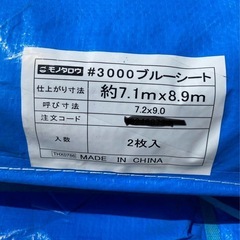 モノタロウ #3000ブルーシート
仕上がり寸法 約7.1m×8.9m
呼び寸法 7.2×9.0
注文コード
入数 2枚入
MADE IN CHINA